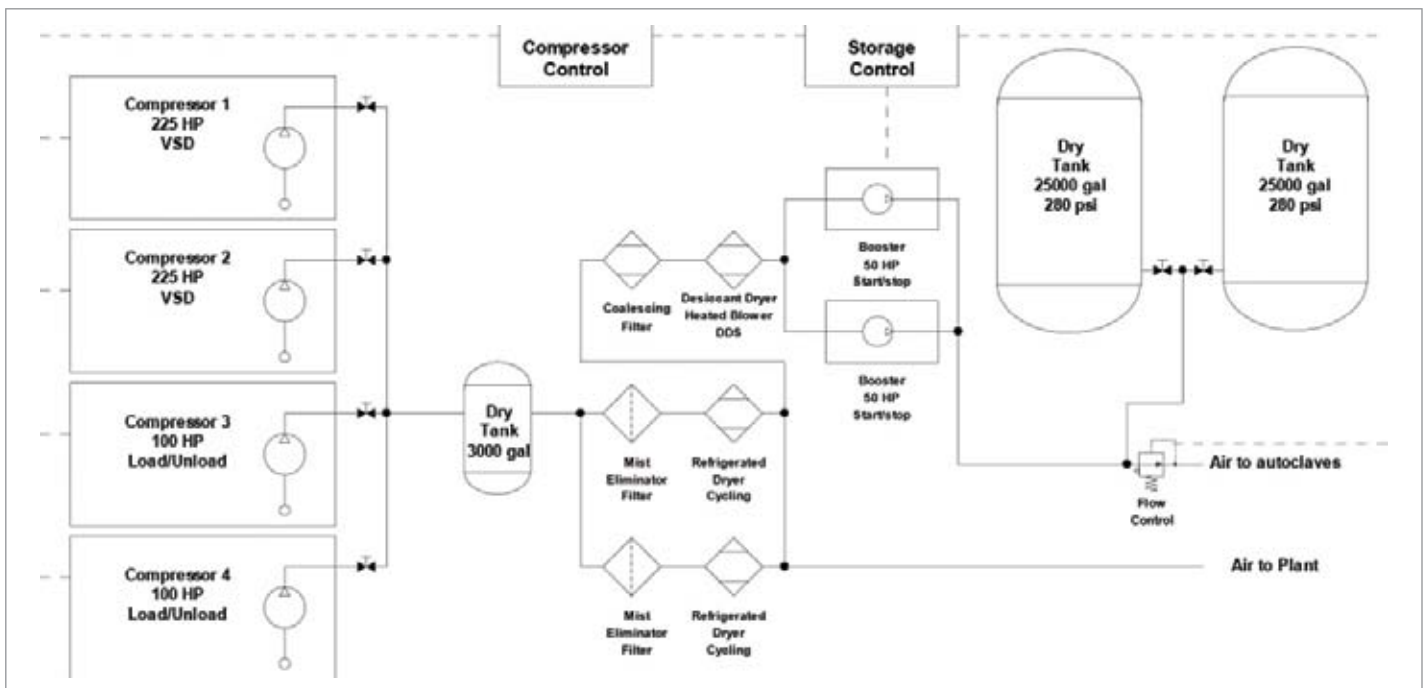 Compressor
Control
Storage
Control
Compressor 1
225 HP
VSD
Compressor 2
225 HP
VSD
Compressor 3
100 HP
Load/Unload
Compressor 4
100 HP
Load/Unload
Dry
Tank
3000 gal
Coalescing
Filter
Desiccant Dryer
Heated Blower
DDS
Mist
Eliminator
Filter
Refrigerated
Dryer
Cycling
Mist
Eliminator
Filter
Refrigerated
Dryer
Cycling
Booster
50 HP
Start/stop
Booster
50 HP
Start/stop
Dry
Tank
25000 gal
280 psi
Dry
Tank
25000 gal
280 psi
Air to autoclaves
Flow
Control
Air to Plant